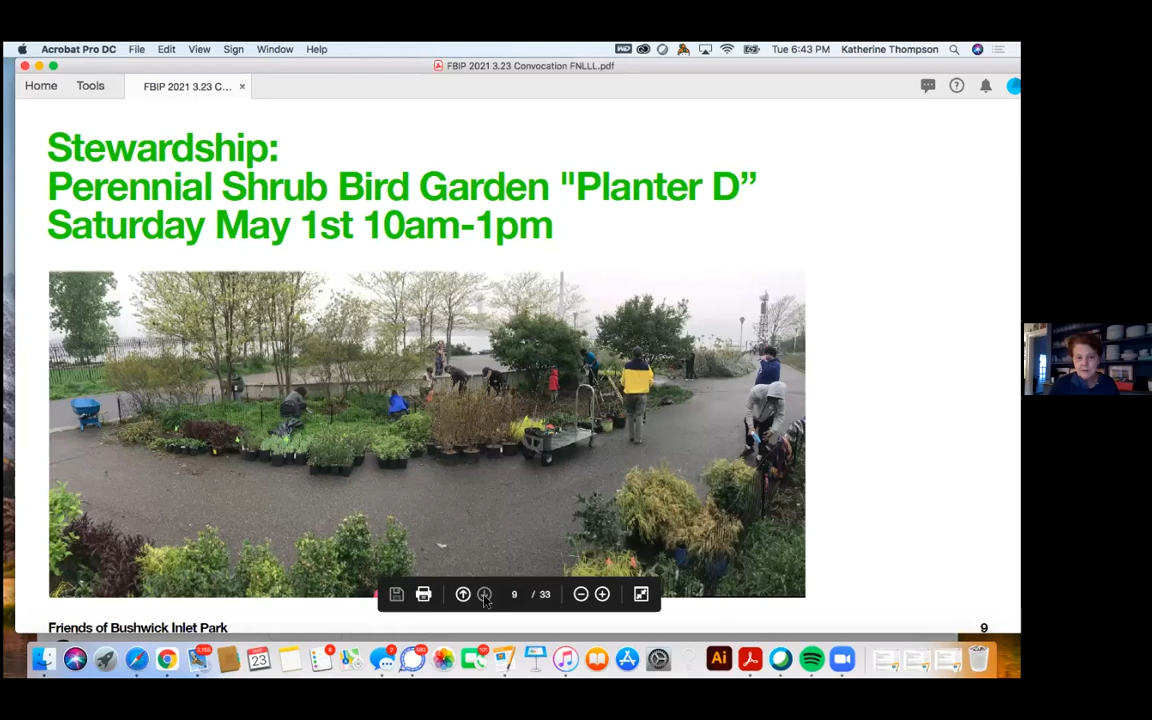 Acrobat Pro DC File Edit View Sign Window Help Tue 6:43 PM Katherine Thompson
FBIP 2021 3.23 Convocation FNLLL.pdf
Home Tools FBIP 2021 3.23 C... ×
Stewardship:
Perennial Shrub Bird Garden "Planter D”
Saturday May 1st 10am-1pm
9 / 33
Friends of Bushwick Inlet Park 9
23
Ai